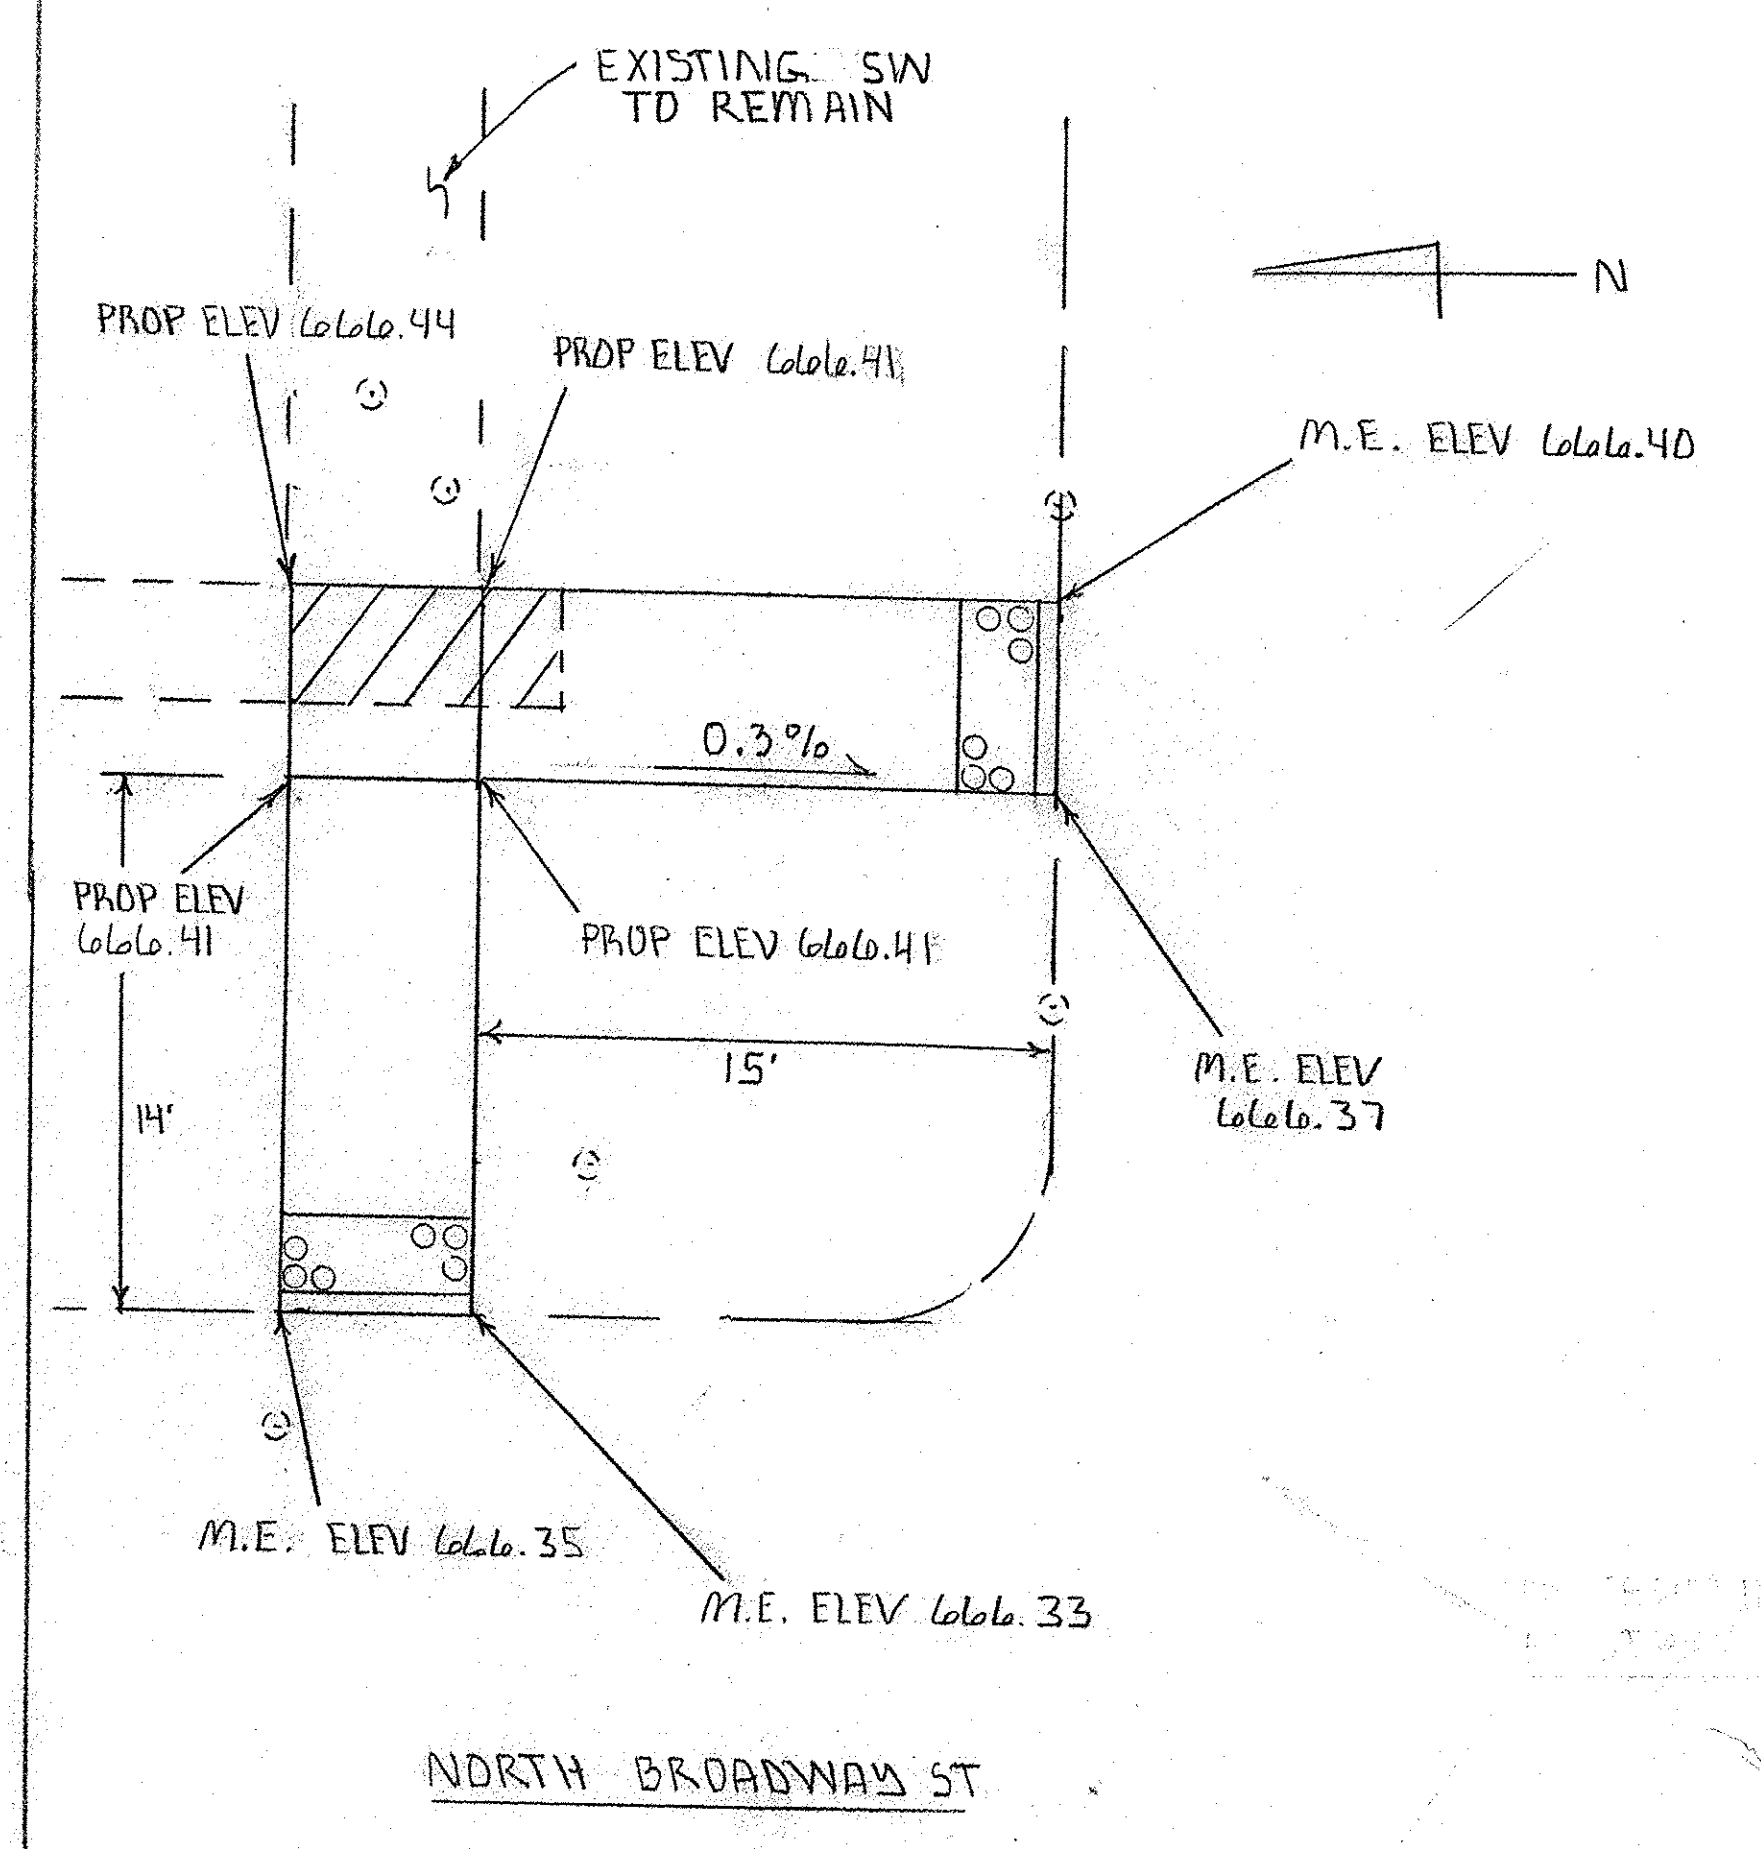 EXISTING SW
TO REMAIN
N
PROP ELEV 666.44
PROP ELEV 666.41
M.E. ELEV 666.40
0.3%
PROP ELEV
666.41
PROP ELEV 666.41
15'
M.E. ELEV
666.37
14'
M.E. ELEV 666.35
M.E. ELEV 666.33
NORTH BROADWAY ST